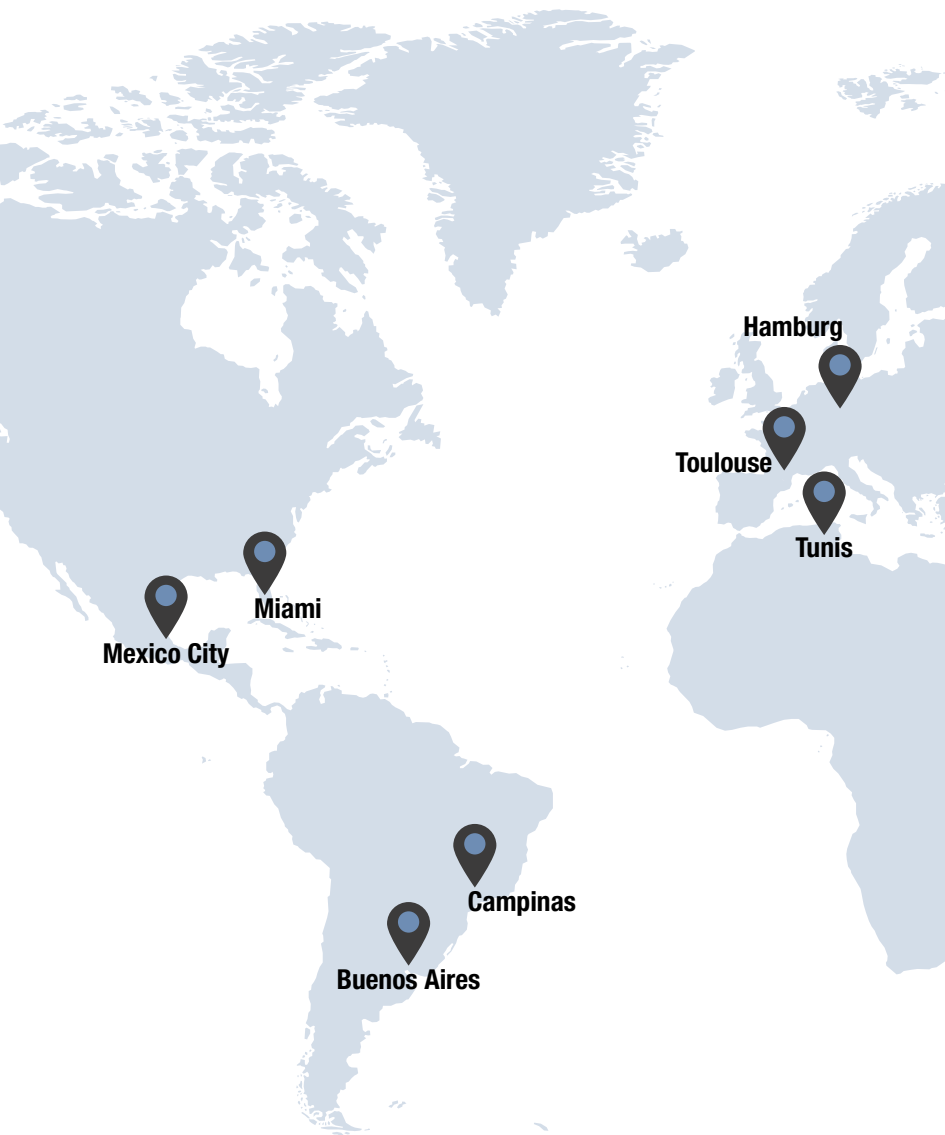 Hamburg
Toulouse
Tunis
Miami
Mexico City
Campinas
Buenos Aires